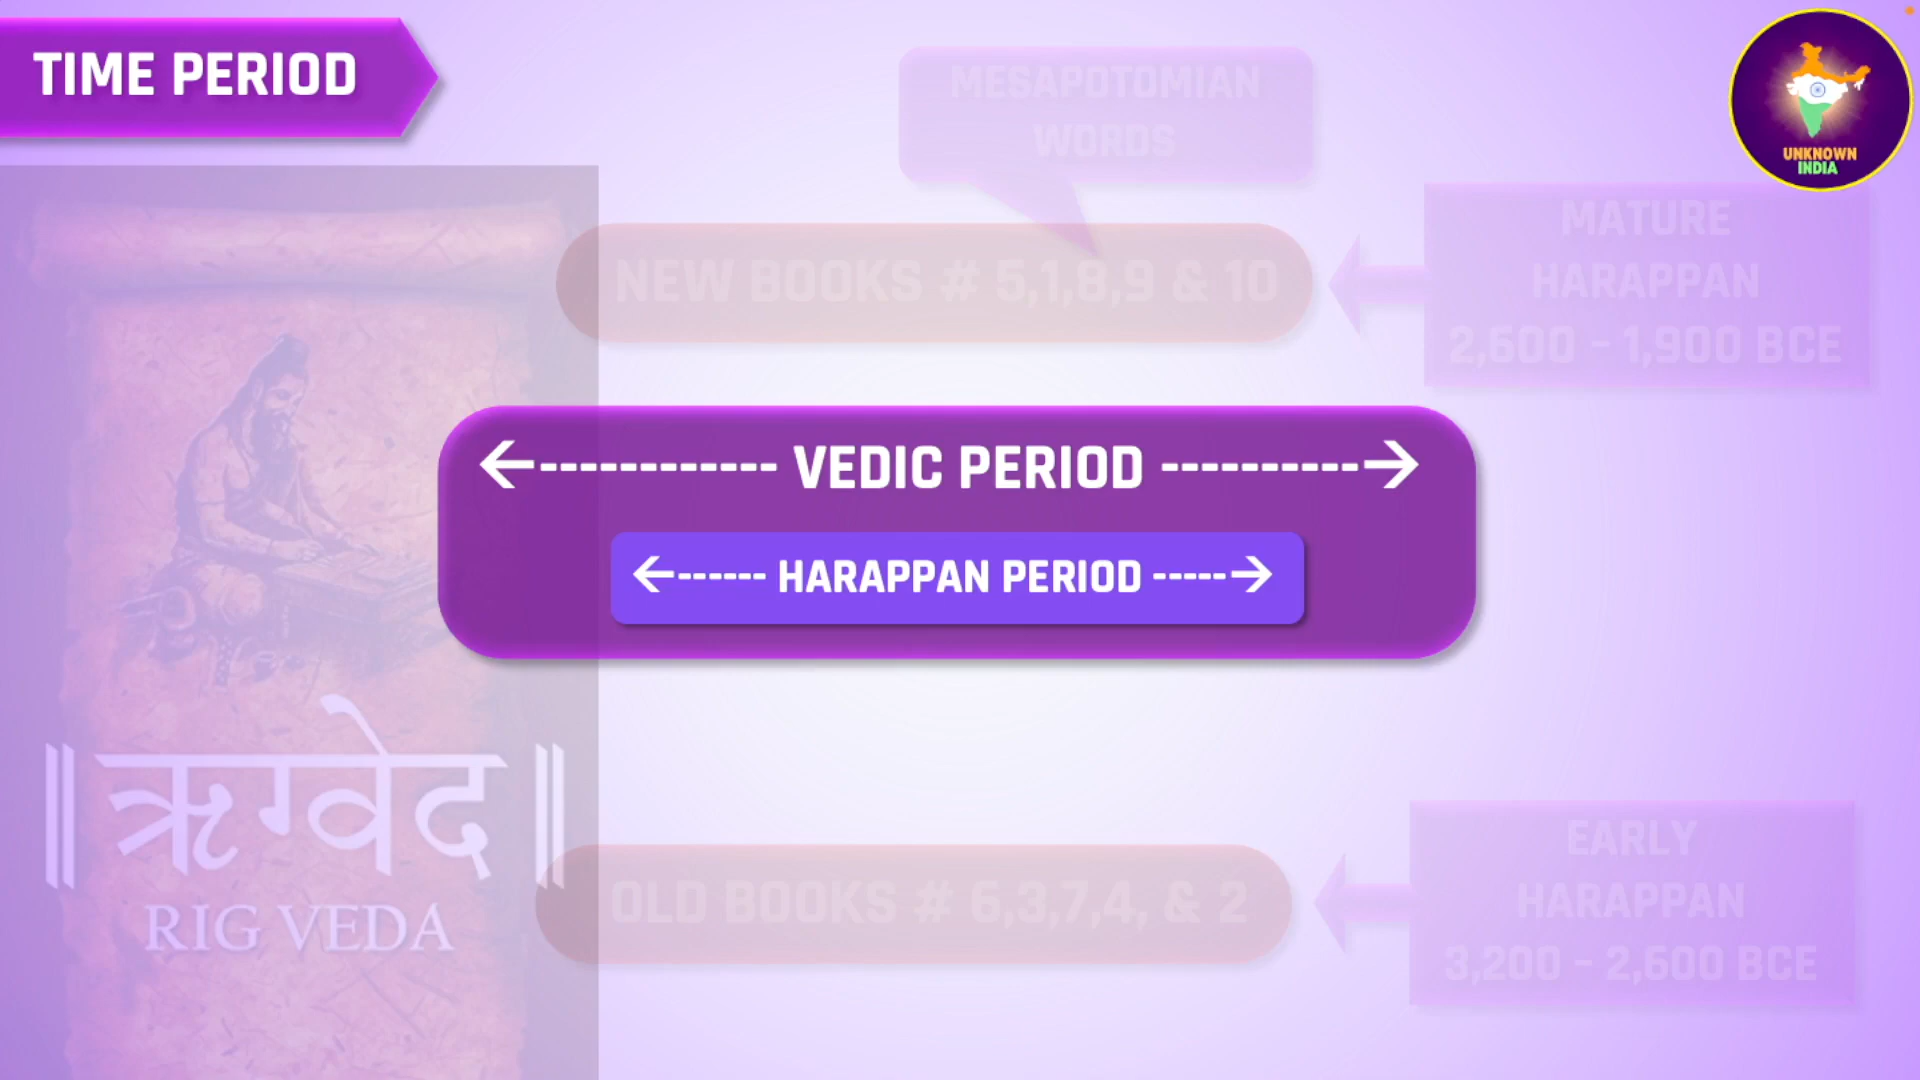 TIME PERIOD
MESAPOTOMIAN
WORDS
UNKNOWN
INDIA
MATURE
HARAPPAN
2,600 - 1,900 BCE
NEW BOOKS # 5,1,8,9 & 10
←------------ VEDIC PERIOD ----------→
←------ HARAPPAN PERIOD -----→
॥ ऋग्वेद ॥
RIG VEDA
OLD BOOKS # 6,3,7,4, & 2
EARLY
HARAPPAN
3,200 - 2,600 BCE